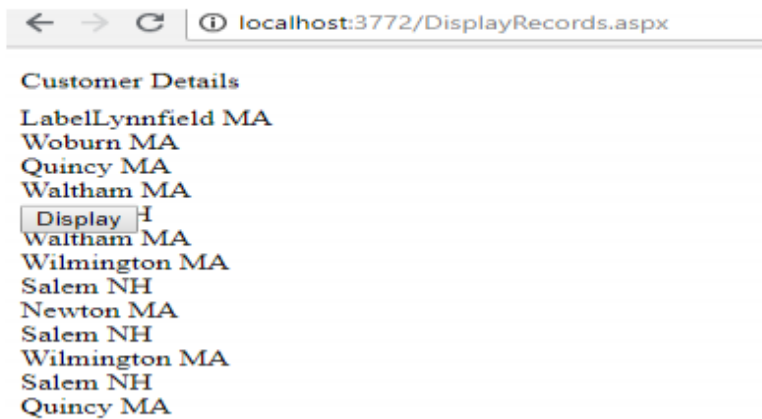 localhost:3772/DisplayRecords.aspx
Customer Details
LabelLynnfield MA
Woburn MA
Quincy MA
Waltham MA
Display
Waltham MA
Wilmington MA
Salem NH
Newton MA
Salem NH
Wilmington MA
Salem NH
Quincy MA